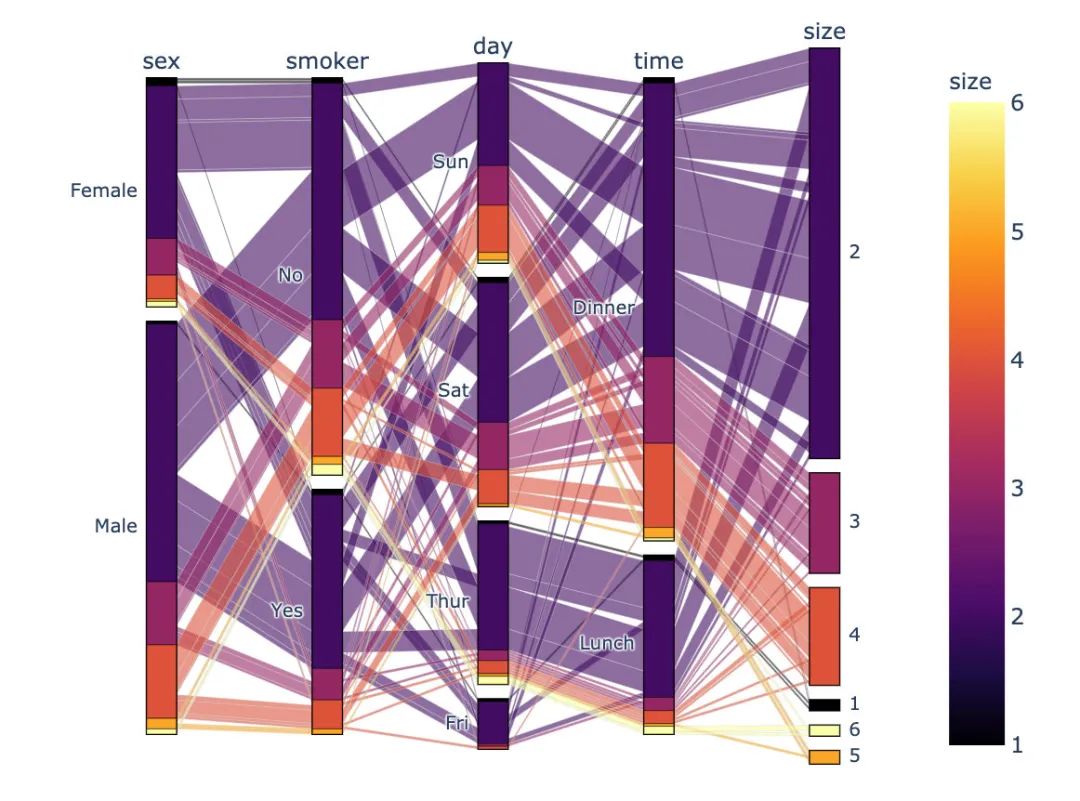 sex
smoker
day
time
size
Female
Male
No
Yes
Sun
Sat
Thur
Fri
Dinner
Lunch
2
3
4
1
6
5
size
6
5
4
3
2
1